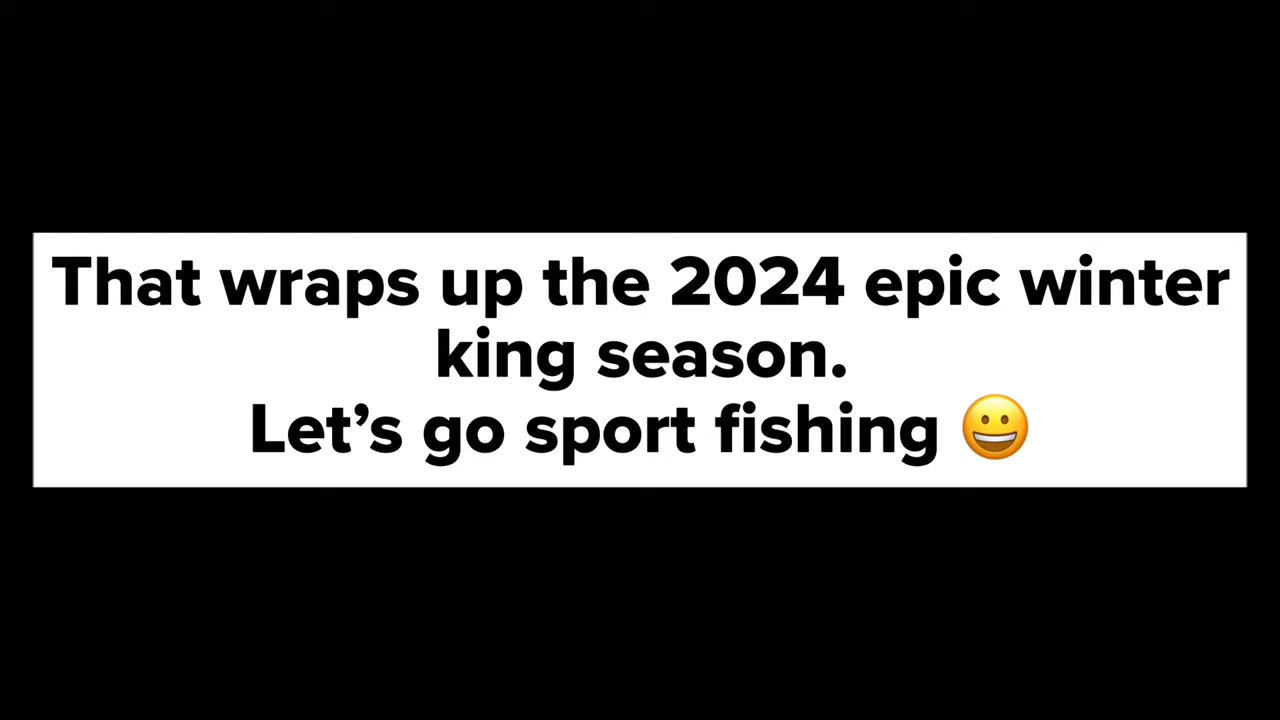 That wraps up the 2024 epic winter
king season.
Let’s go sport fishing 😀